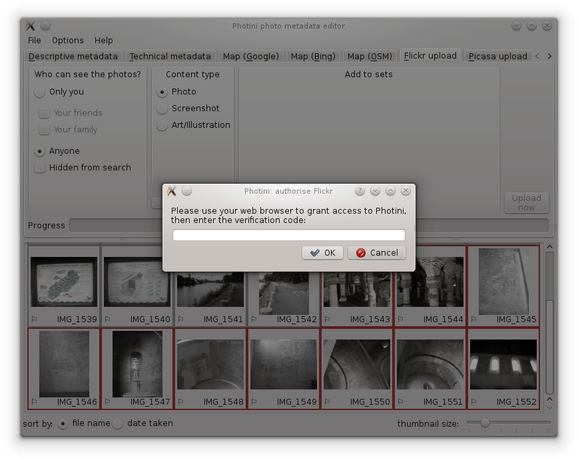 Photini photo metadata editor
File Options Help
Descriptive metadata Technical metadata Map (Google) Map (Bing) Map (OSM) Flickr upload Picasa upload
Who can see the photos?
Content type
Add to sets
Only you
Photo
Your friends
Screenshot
Your family
Art/Illustration
Anyone
Hidden from search
Upload
now
Progress
Photini: authorise Flickr
Please use your web browser to grant access to Photini,
then enter the verification code:
OK Cancel
IMG_1539 IMG_1540 IMG_1541 IMG_1542 IMG_1543 IMG_1544 IMG_1545
IMG_1546 IMG_1547 IMG_1548 IMG_1549 IMG_1550 IMG_1551 IMG_1552
sort by: file name date taken thumbnail size: